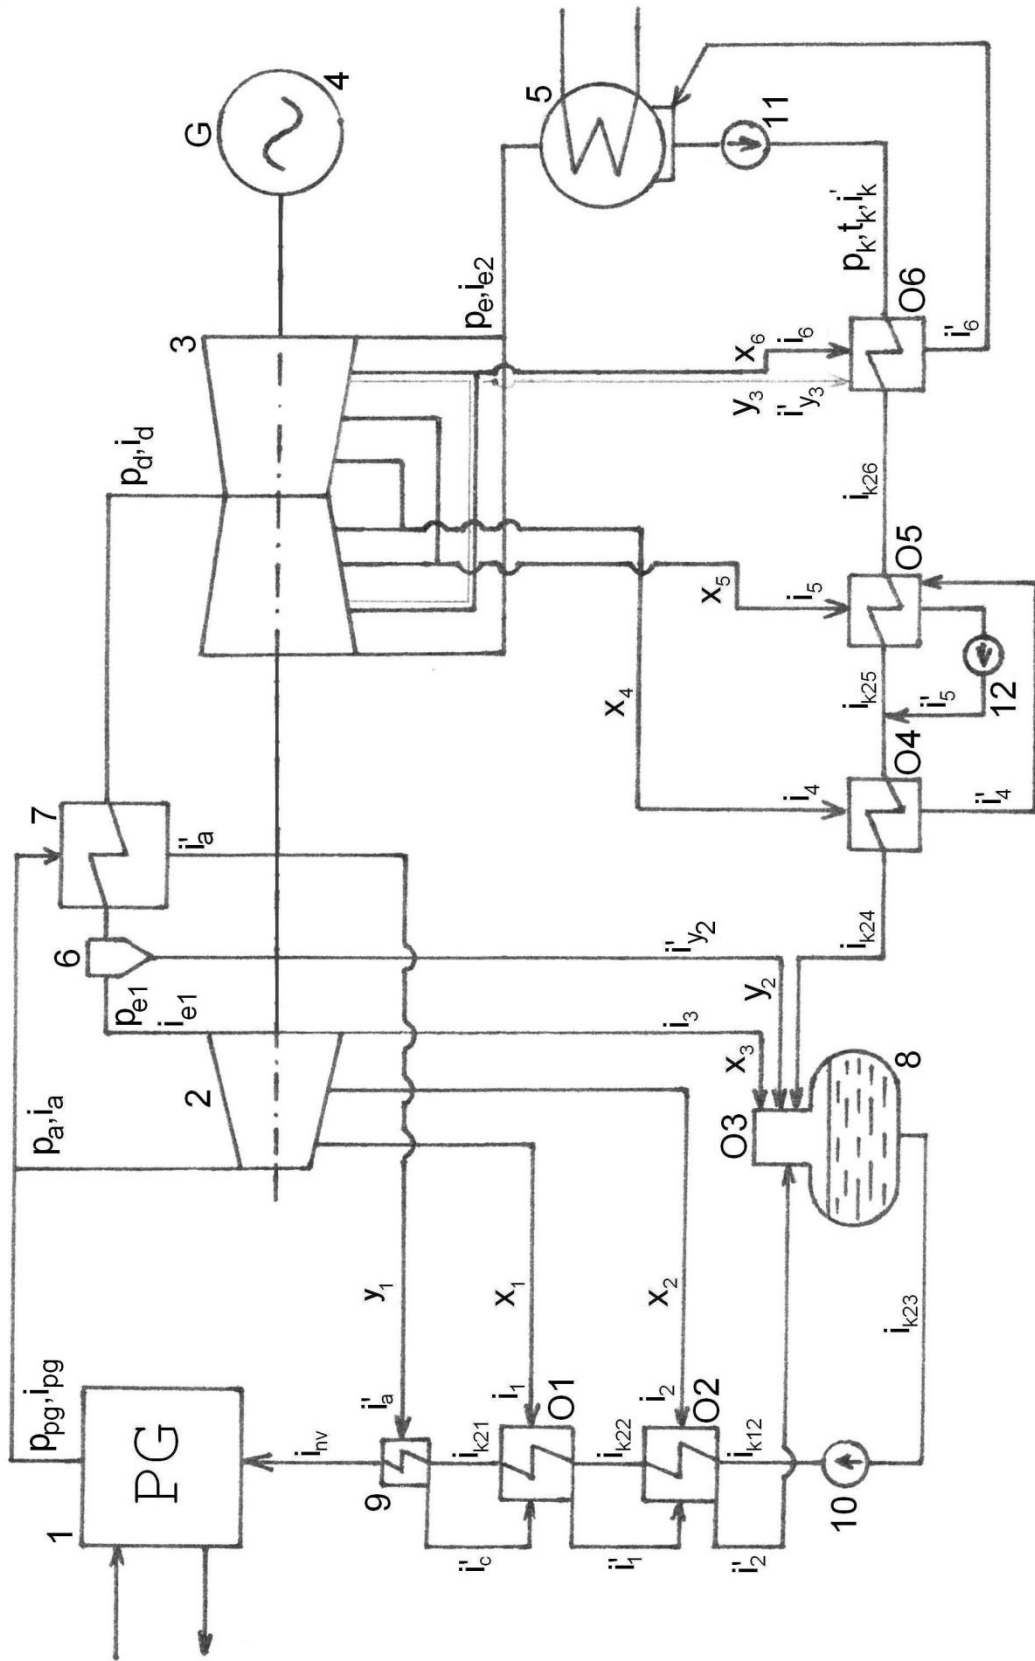 G
4
3
p_d, i_d
p_e, i_e2
5
11
p_k, t_k, i'_k
O6
i'_6
x_6
i_6
y_3
i'_y3
i_k26
O5
i_5
x_5
i_k25
i'_5
12
O4
i_4
x_4
i'_4
i_k24
7
i'_a
6
p_e1
i_e1
i'_y2
y_2
i_3
x_3
2
p_a, i_a
O3
8
i_k23
y_1
x_1
x_2
p_pg, i_pg
PG
1
i_nv
i'_a
9
i_k21
i_1
O1
i_k22
i_2
O2
i_k12
10
i'_c
i'_1
i'_2